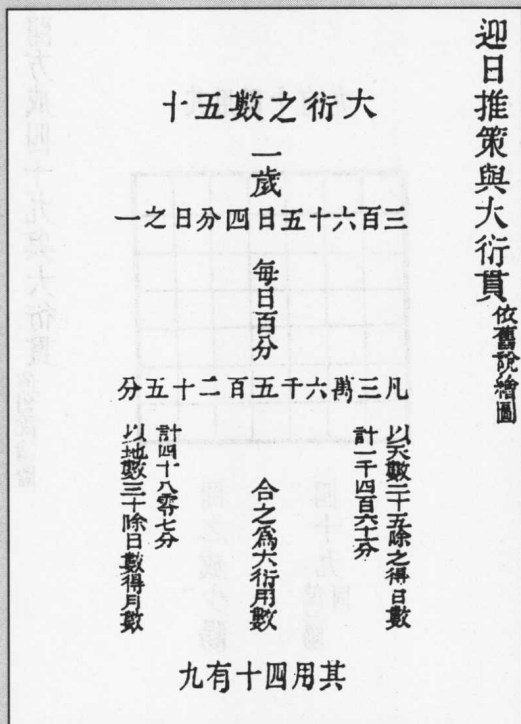 迎日推策與大衍貫 依舊說繪圖
大衍之數五十
一歲
三百六十五日四分日之一
每日百分
凡三萬六千五百二十五分
以天數二十五除之得日數
計一千四百六十一分
合之為大衍用數
計四十八零七分
以地數三十除日數得月數
其用四十有九